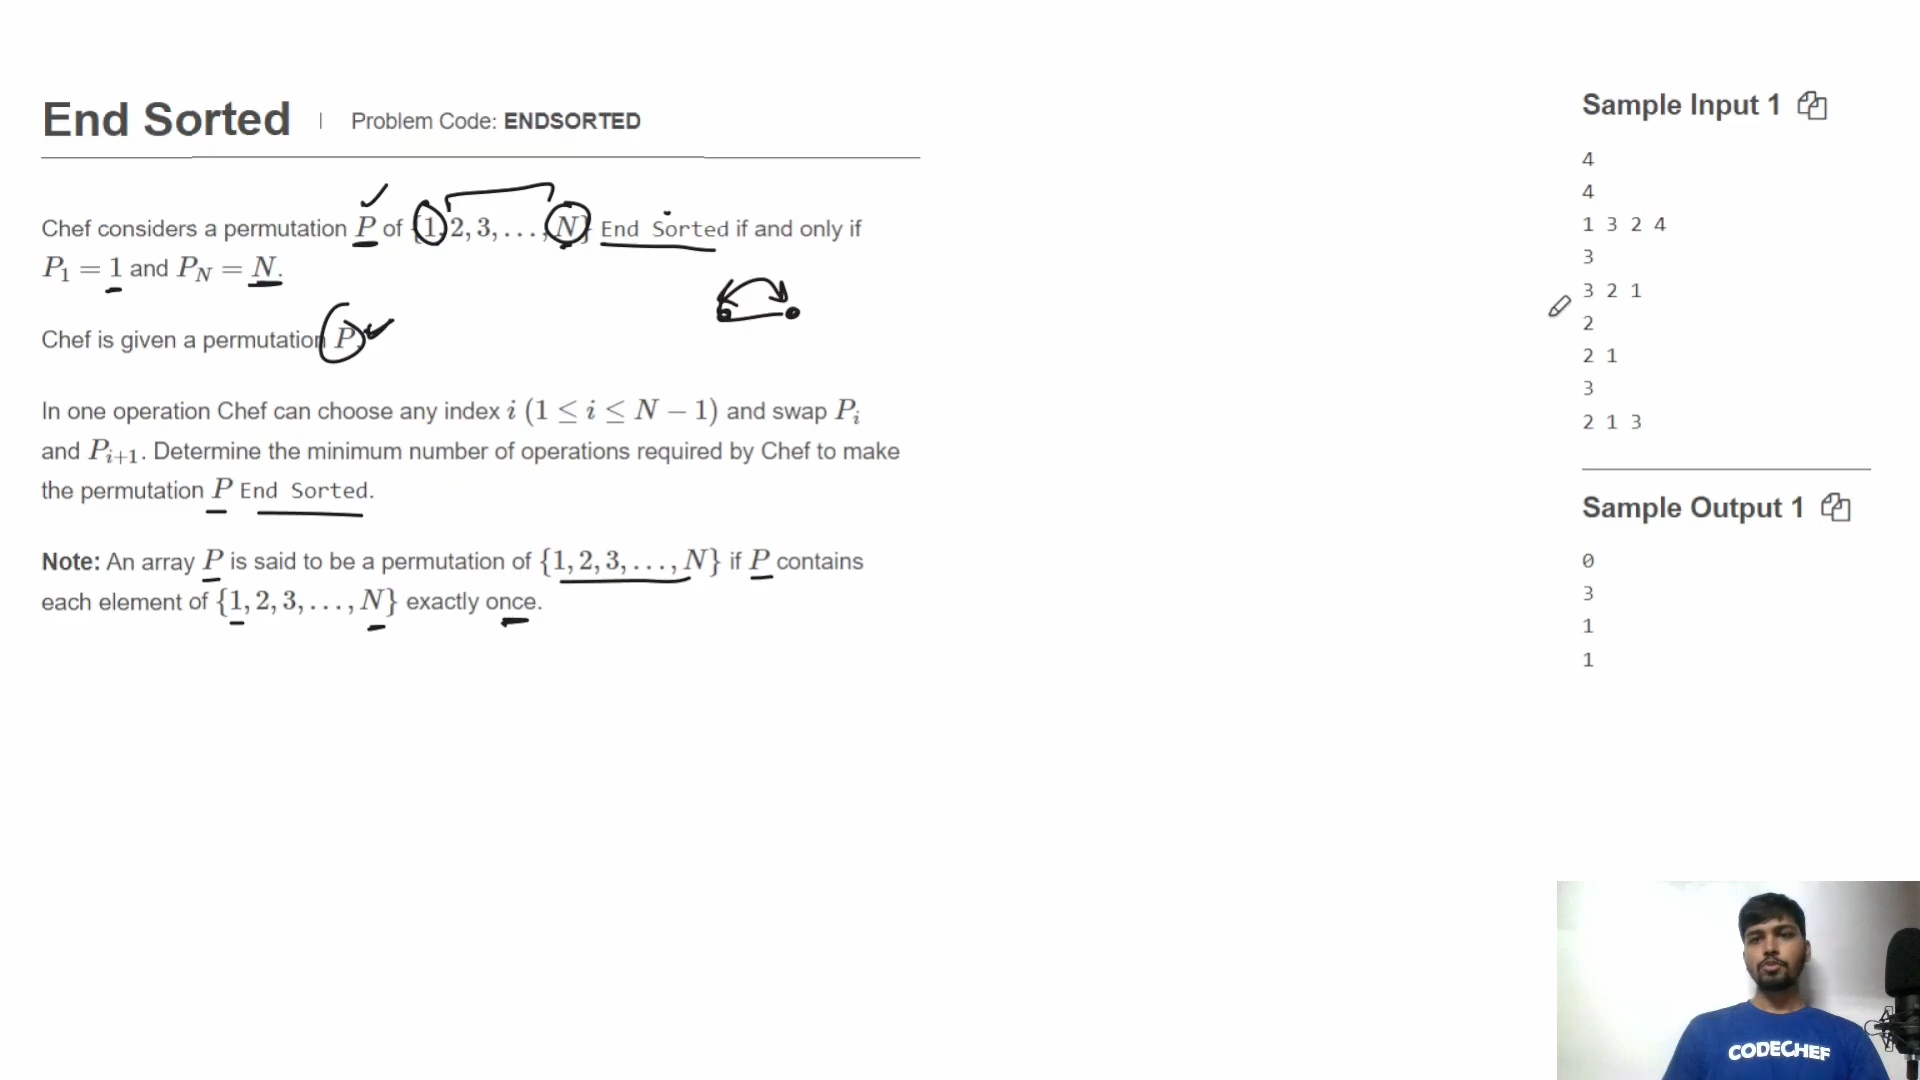 End Sorted | Problem Code: ENDSORTED
Chef considers a permutation P of {1, 2, 3, . . . , N} End Sorted if and only if
P₁ = 1 and P_N = N.
Chef is given a permutation P.
In one operation Chef can choose any index i (1 ≤ i ≤ N − 1) and swap P_i
and P_{i+1}. Determine the minimum number of operations required by Chef to make
the permutation P End Sorted.
Note: An array P is said to be a permutation of {1, 2, 3, . . . , N} if P contains
each element of {1, 2, 3, . . . , N} exactly once.
Sample Input 1
4
4
1 3 2 4
3
3 2 1
2
2 1
3
2 1 3
Sample Output 1
0
3
1
1
CODECHEF